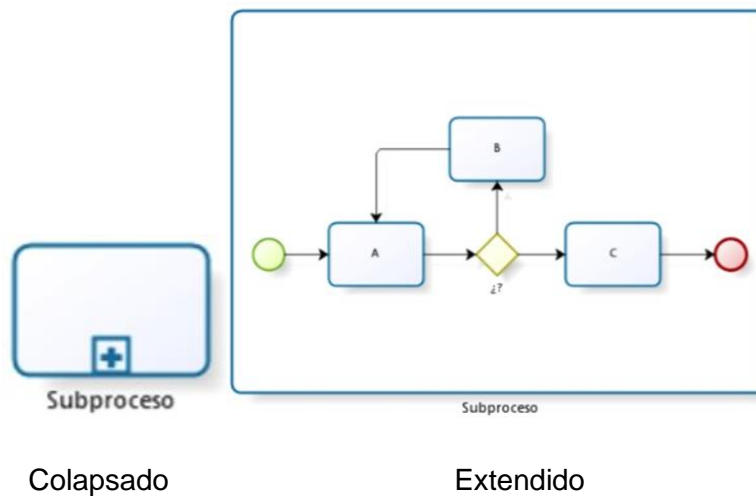 B
A
C
¿?
Subproceso
Subproceso
Colapsado
Extendido